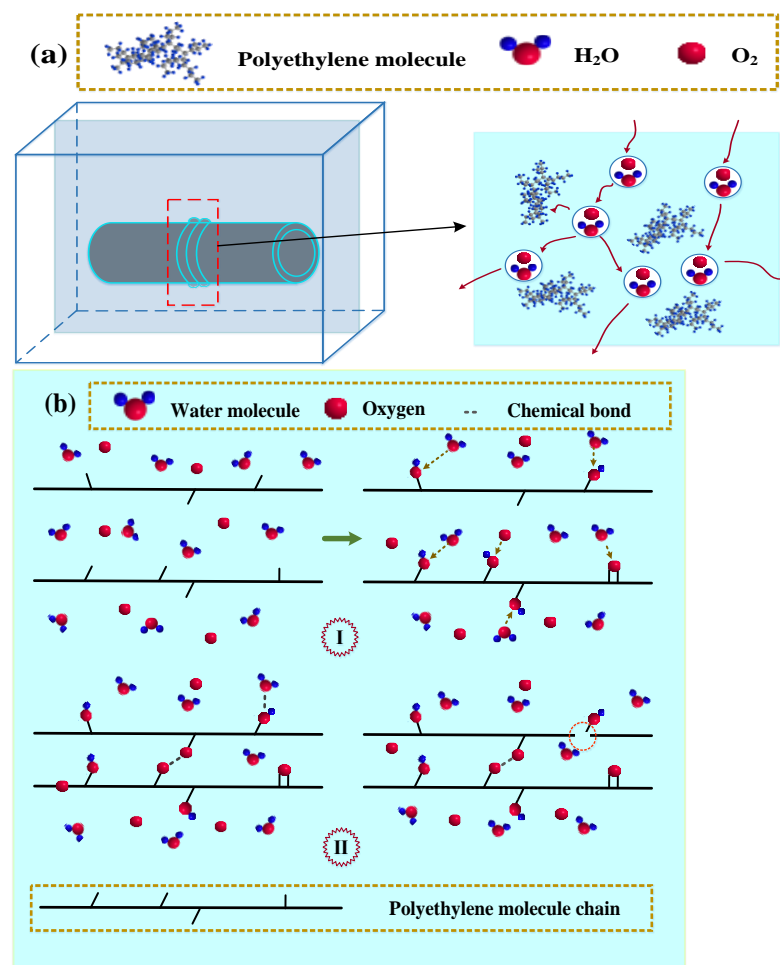 (a) Polyethylene molecule H₂O O₂
(b) Water molecule Oxygen Chemical bond
I
II
Polyethylene molecule chain